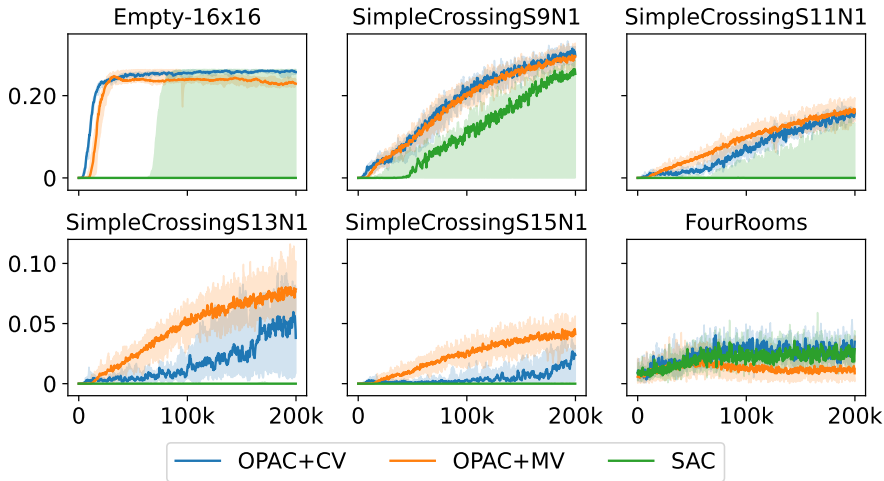 Empty-16x16
SimpleCrossingS9N1
SimpleCrossingS11N1
0.20
0
SimpleCrossingS13N1
SimpleCrossingS15N1
FourRooms
0.10
0.05
0
0 100k 200k
0 100k 200k
0 100k 200k
OPAC+CV OPAC+MV SAC